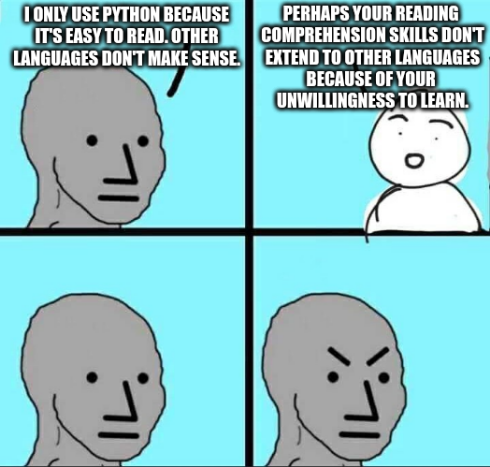 I ONLY USE PYTHON BECAUSE
IT'S EASY TO READ. OTHER
LANGUAGES DON'T MAKE SENSE.
PERHAPS YOUR READING
COMPREHENSION SKILLS DON'T
EXTEND TO OTHER LANGUAGES
BECAUSE OF YOUR
UNWILLINGNESS TO LEARN.